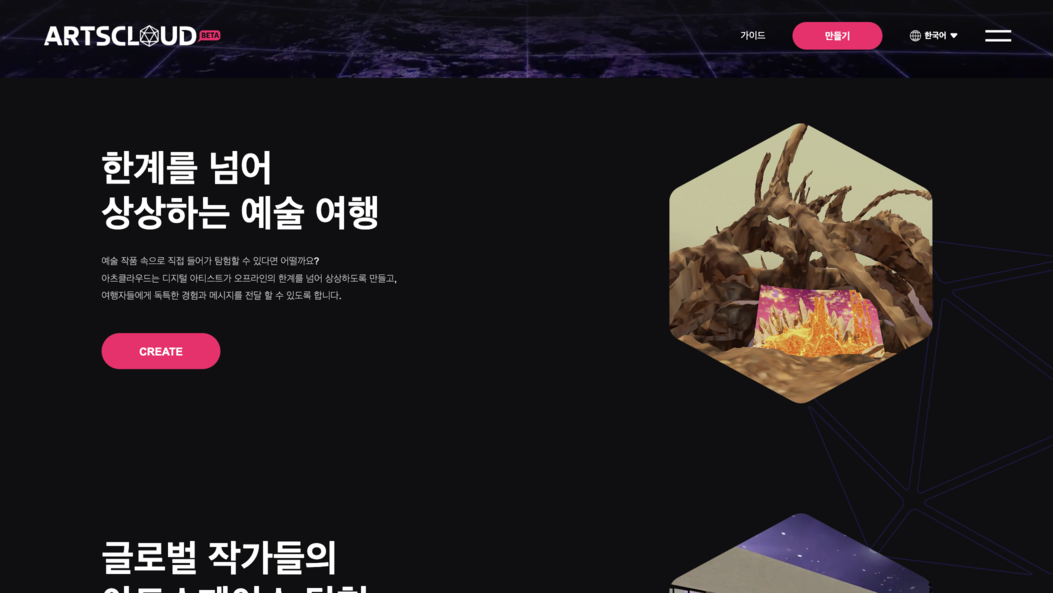 ARTSCLOUD BETA
가이드
만들기
한국어
한계를 넘어
상상하는 예술 여행
예술 작품 속으로 직접 들어가 탐험할 수 있다면 어떨까요?
아츠클라우드는 디지털 아티스트가 오프라인의 한계를 넘어 상상하도록 만들고,
여행자들에게 독특한 경험과 메시지를 전달 할 수 있도록 합니다.
CREATE
글로벌 작가들의